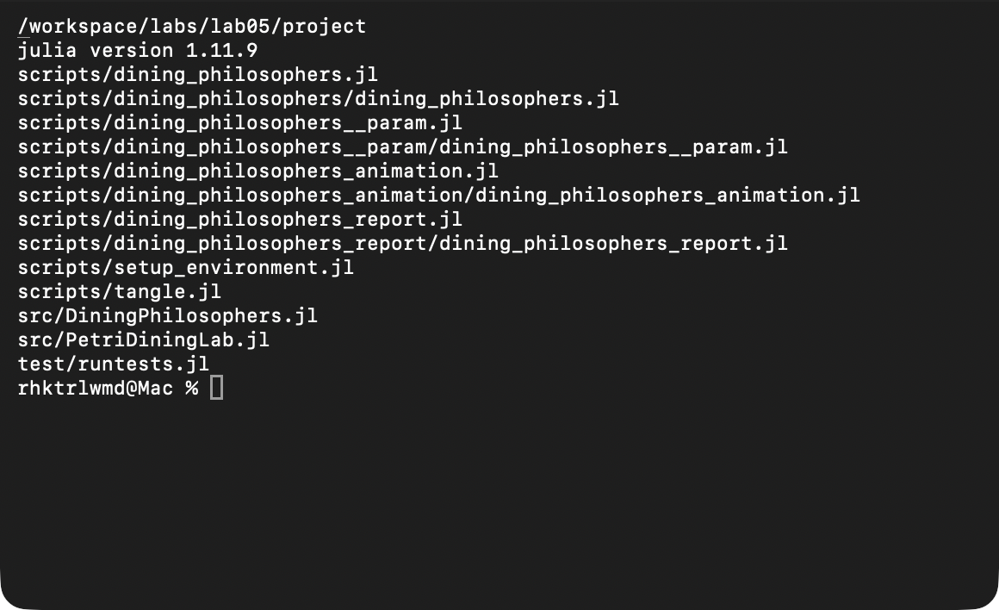 /workspace/labs/lab05/project
julia version 1.11.9
scripts/dining_philosophers.jl
scripts/dining_philosophers/dining_philosophers.jl
scripts/dining_philosophers__param.jl
scripts/dining_philosophers__param/dining_philosophers__param.jl
scripts/dining_philosophers_animation.jl
scripts/dining_philosophers_animation/dining_philosophers_animation.jl
scripts/dining_philosophers_report.jl
scripts/dining_philosophers_report/dining_philosophers_report.jl
scripts/setup_environment.jl
scripts/tangle.jl
src/DiningPhilosophers.jl
src/PetriDiningLab.jl
test/runtests.jl
rhktrlwmd@Mac %